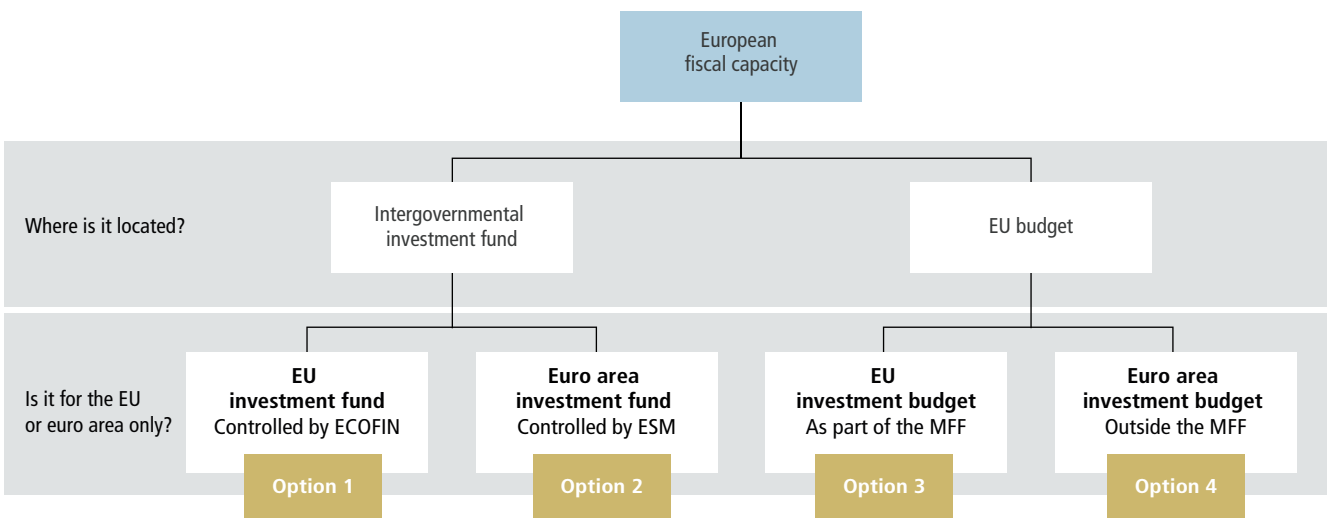 European
fiscal capacity
Where is it located?
Intergovernmental
investment fund
EU budget
Is it for the EU
or euro area only?
EU
investment fund
Controlled by ECOFIN
Option 1
Euro area
investment fund
Controlled by ESM
Option 2
EU
investment budget
As part of the MFF
Option 3
Euro area
investment budget
Outside the MFF
Option 4